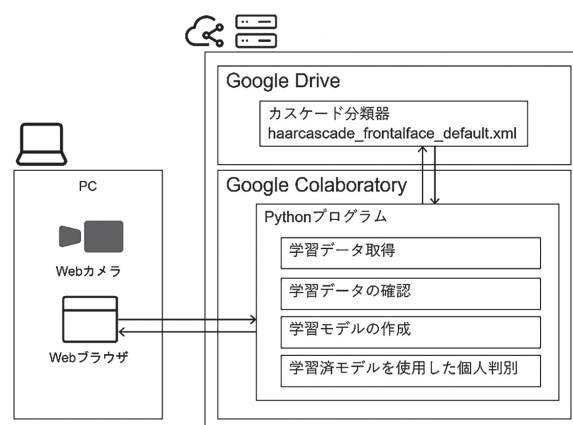 Google Drive
カスケード分類器
haarcascade_frontalface_default.xml
PC
Webカメラ
Webブラウザ
Google Colaboratory
Pythonプログラム
学習データ取得
学習データの確認
学習モデルの作成
学習済モデルを使用した個人判別